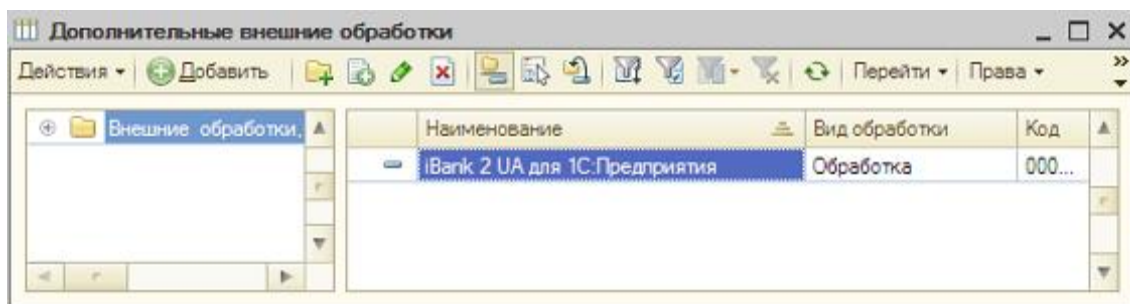 Дополнительные внешние обработки
Действия Добавить Перейти Права
Внешние обработки, Наименование Вид обработки Код
iBank 2 UA для 1С:Предприятия Обработка 000...